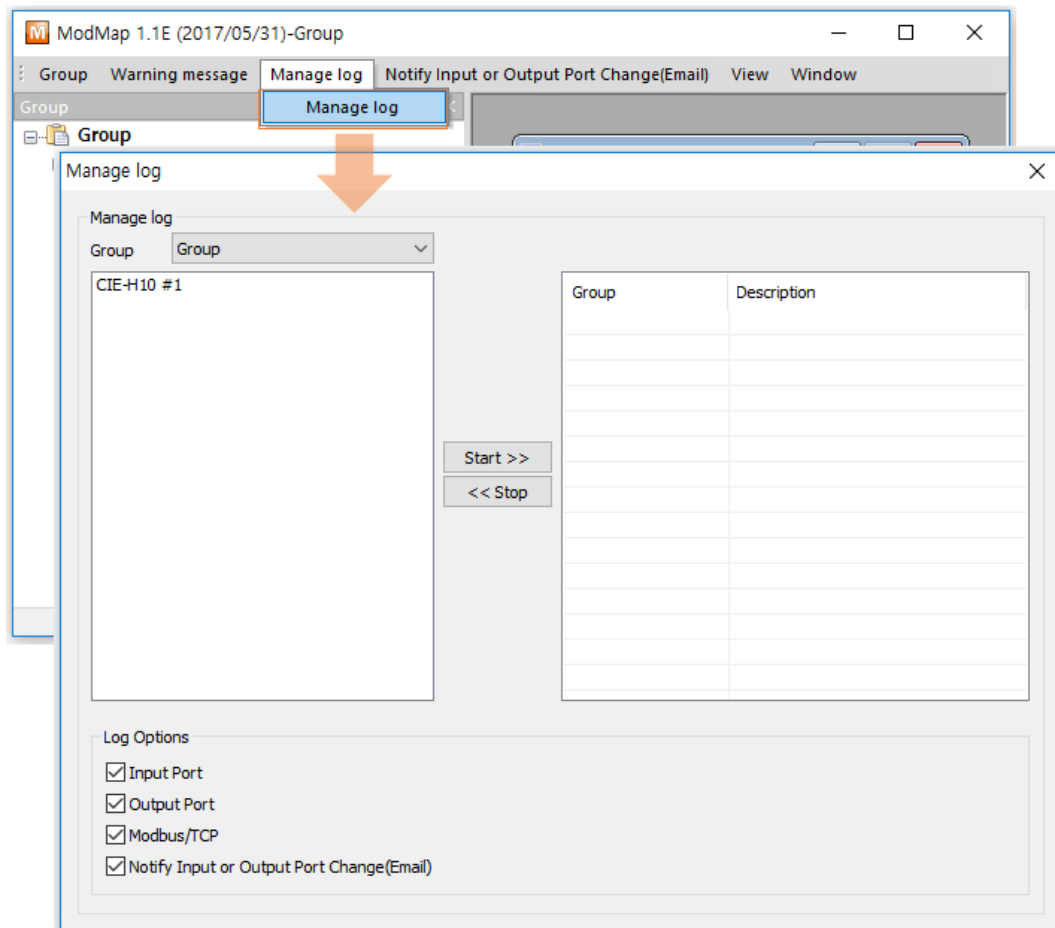 ModMap 1.1E (2017/05/31)-Group
Group Warning message Manage log Notify Input or Output Port Change(Email) View Window
Group Manage log
Group
Manage log
Manage log
Group Group
CIE-H10 #1
Group Description
Start >>
<< Stop
Log Options
Input Port
Output Port
Modbus/TCP
Notify Input or Output Port Change(Email)